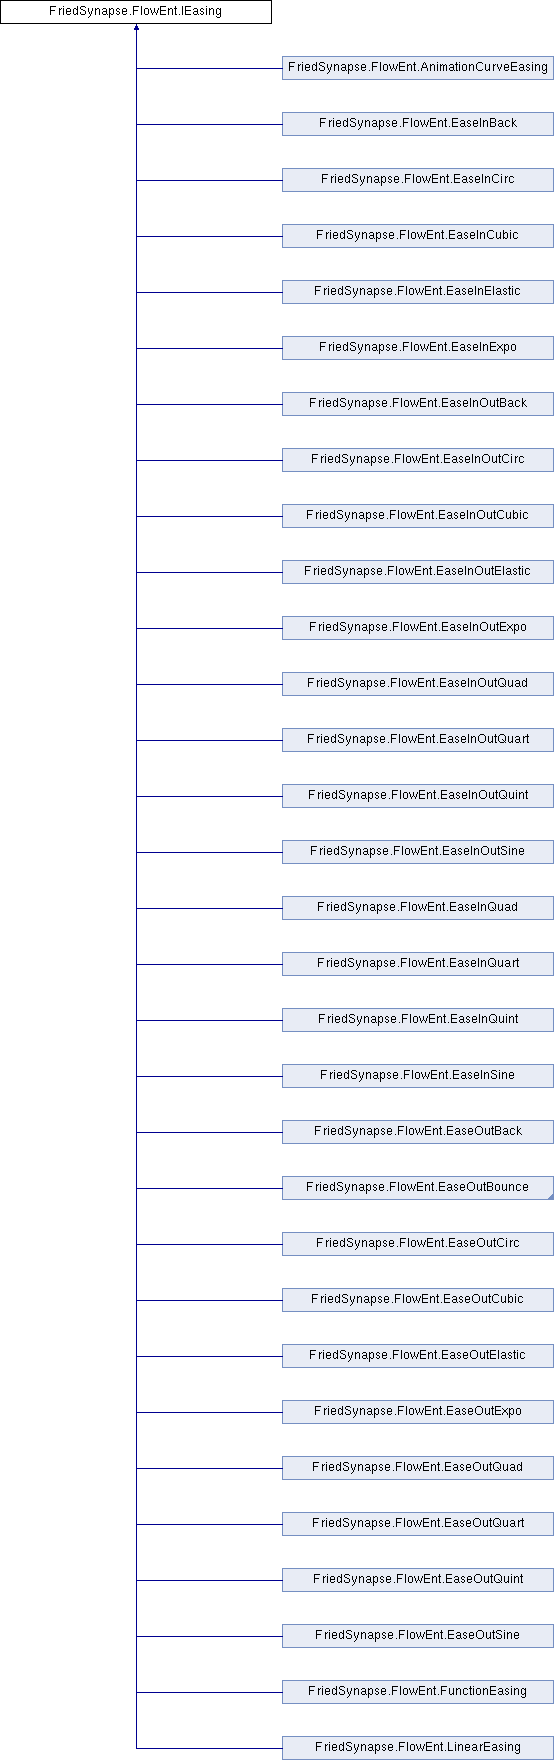 FriedSynapse.FlowEnt.IEasing
FriedSynapse.FlowEnt.AnimationCurveEasing
FriedSynapse.FlowEnt.EaseInBack
FriedSynapse.FlowEnt.EaseInCirc
FriedSynapse.FlowEnt.EaseInCubic
FriedSynapse.FlowEnt.EaseInElastic
FriedSynapse.FlowEnt.EaseInExpo
FriedSynapse.FlowEnt.EaseInOutBack
FriedSynapse.FlowEnt.EaseInOutCirc
FriedSynapse.FlowEnt.EaseInOutCubic
FriedSynapse.FlowEnt.EaseInOutElastic
FriedSynapse.FlowEnt.EaseInOutExpo
FriedSynapse.FlowEnt.EaseInOutQuad
FriedSynapse.FlowEnt.EaseInOutQuart
FriedSynapse.FlowEnt.EaseInOutQuint
FriedSynapse.FlowEnt.EaseInOutSine
FriedSynapse.FlowEnt.EaseInQuad
FriedSynapse.FlowEnt.EaseInQuart
FriedSynapse.FlowEnt.EaseInQuint
FriedSynapse.FlowEnt.EaseInSine
FriedSynapse.FlowEnt.EaseOutBack
FriedSynapse.FlowEnt.EaseOutBounce
FriedSynapse.FlowEnt.EaseOutCirc
FriedSynapse.FlowEnt.EaseOutCubic
FriedSynapse.FlowEnt.EaseOutElastic
FriedSynapse.FlowEnt.EaseOutExpo
FriedSynapse.FlowEnt.EaseOutQuad
FriedSynapse.FlowEnt.EaseOutQuart
FriedSynapse.FlowEnt.EaseOutQuint
FriedSynapse.FlowEnt.EaseOutSine
FriedSynapse.FlowEnt.FunctionEasing
FriedSynapse.FlowEnt.LinearEasing